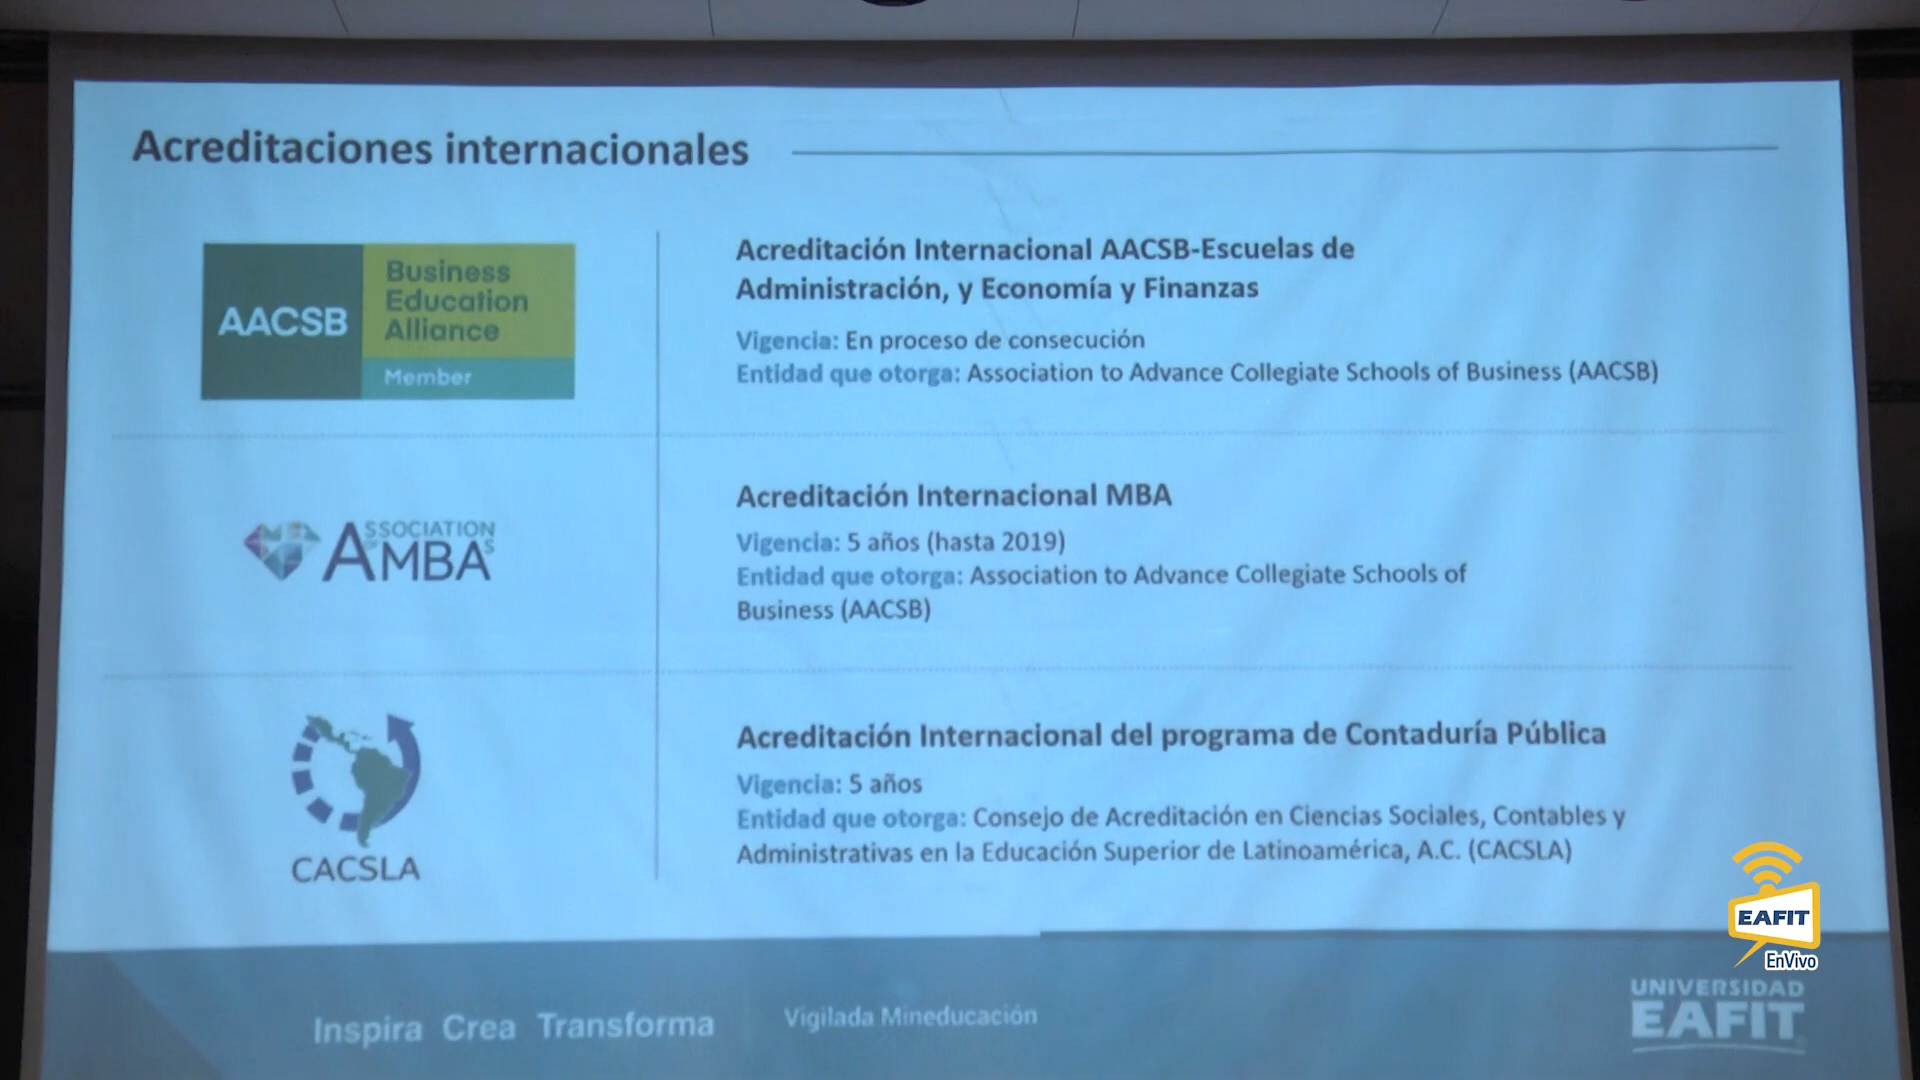 Acreditaciones internacionales
AACSB
Business
Education
Alliance
Member
Acreditación Internacional AACSB-Escuelas de
Administración, y Economía y Finanzas
Vigencia: En proceso de consecución
Entidad que otorga: Association to Advance Collegiate Schools of Business (AACSB)
ASSOCIATION
OF MBAs
Acreditación Internacional MBA
Vigencia: 5 años (hasta 2019)
Entidad que otorga: Association to Advance Collegiate Schools of
Business (AACSB)
CACSLA
Acreditación Internacional del programa de Contaduría Pública
Vigencia: 5 años
Entidad que otorga: Consejo de Acreditación en Ciencias Sociales, Contables y
Administrativas en la Educación Superior de Latinoamérica, A.C. (CACSLA)
EAFIT
EnVivo
Inspira Crea Transforma
Vigilada Mineducación
UNIVERSIDAD
EAFIT